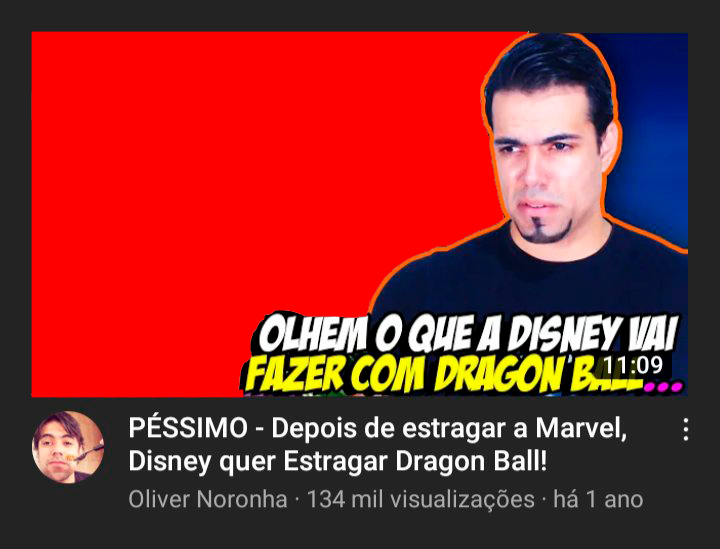 OLHEM O QUE A DISNEY VAI
FAZER COM DRAGON BALL...
11:09
PÉSSIMO - Depois de estragar a Marvel,
Disney quer Estragar Dragon Ball!
Oliver Noronha · 134 mil visualizações · há 1 ano